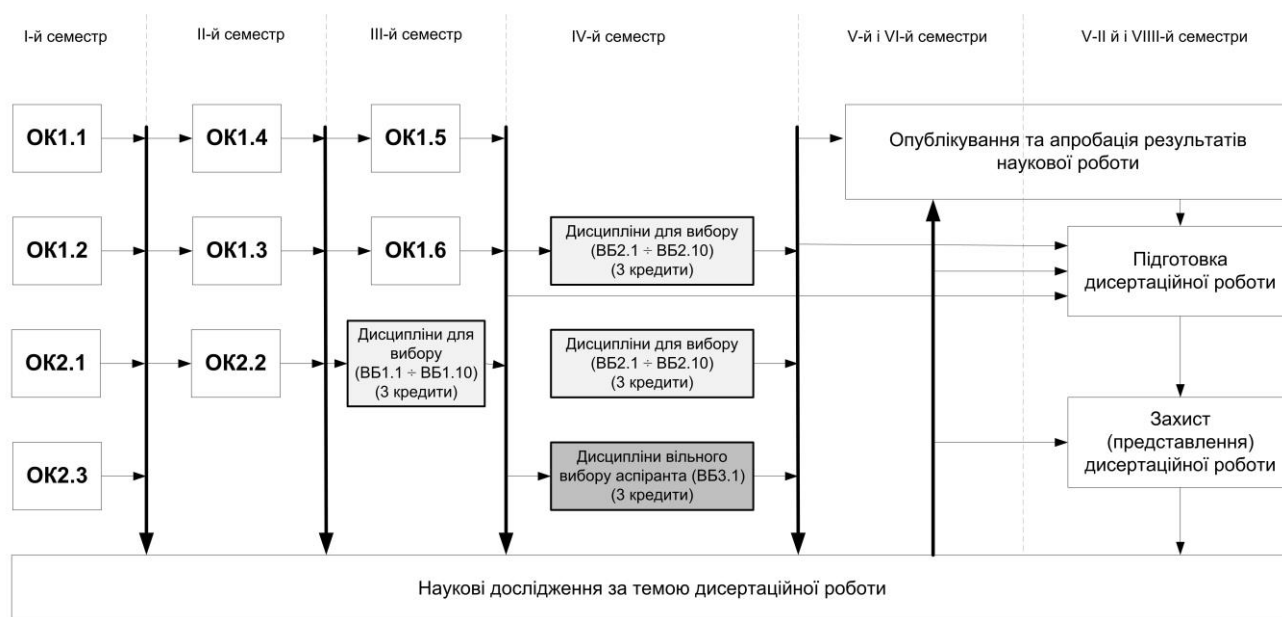 І-й семестр
ІІ-й семестр
ІІІ-й семестр
IV-й семестр
V-й і VI-й семестри
V-II й і VIIII-й семестри
ОК1.1
ОК1.4
ОК1.5
Опублікування та апробація результатів
наукової роботи
ОК1.2
ОК1.3
ОК1.6
Дисципліни для вибору
(ВБ2.1 ÷ ВБ2.10)
(3 кредити)
Підготовка
дисертаційної роботи
ОК2.1
ОК2.2
Дисципліни для
вибору
(ВБ1.1 ÷ ВБ1.10)
(3 кредити)
Дисципліни для вибору
(ВБ2.1 ÷ ВБ2.10)
(3 кредити)
Захист
(представлення)
дисертаційної роботи
ОК2.3
Дисципліни вільного
вибору аспіранта (ВБ3.1)
(3 кредити)
Наукові дослідження за темою дисертаційної роботи